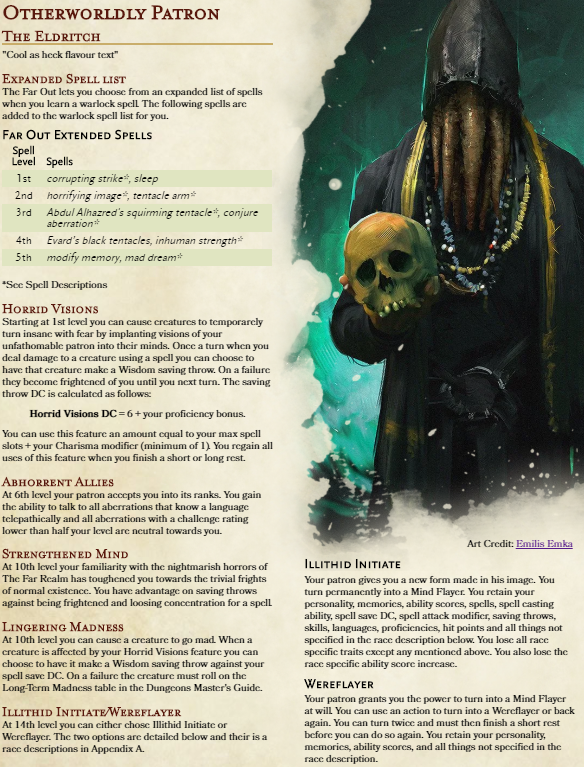 Otherworldly Patron
The Eldritch
"Cool as heck flavour text"
Expanded Spell list
The Far Out lets you choose from an expanded list of spells
when you learn a warlock spell. The following spells are
added to the warlock spell list for you.
Far Out Extended Spells
Spell
Level Spells
1st corrupting strike*, sleep
2nd horrifying image*, tentacle arm*
3rd Abdul Alhazred's squirming tentacle*, conjure
aberration*
4th Evard's black tentacles, inhuman strength*
5th modify memory, mad dream*
*See Spell Descriptions
Horrid Visions
Starting at 1st level you can cause creatures to temporarely
turn insane with fear by implanting visions of your
unfathomable patron into their minds. Once a turn when you
deal damage to a creature using a spell you can choose to
have that creature make a Wisdom saving throw. On a failure
they become frightened of you until you next turn. The saving
throw DC is calculated as follows:
Horrid Visions DC = 6 + your proficiency bonus.
You can use this feature an amount equal to your max spell
slots + your Charisma modifier (minimum of 1). You regain all
uses of this feature when you finish a short or long rest.
Abhorrent Allies
At 6th level your patron accepts you into its ranks. You gain
the ability to talk to all aberrations that know a language
telepathically and all aberrations with a challenge rating
lower than half your level are neutral towards you.
Strengthened Mind
At 10th level your familiarity with the nightmarish horrors of
The Far Realm has toughened you towards the trivial frights
of normal existence. You have advantage on saving throws
against being frightened and loosing concentration for a spell.
Lingering Madness
At 10th level you can cause a creature to go mad. When a
creature is affected by your Horrid Visions feature you can
choose to have it make a Wisdom saving throw against your
spell save DC. On a failure the creature must roll on the
Long-Term Madness table in the Dungeons Master's Guide.
Illithid Initiate/Wereflayer
At 14th level you can either chose Illithid Initiate or
Wereflayer. The two options are detailed below and their is a
race descriptions in Appendix A.
Art Credit: Emilis Emka
Illithid Initiate
Your patron gives you a new form made in his image. You
turn permanently into a Mind Flayer. You retain your
personality, memories, ability scores, spells, spell casting
ability, spell save DC, spell attack modifier, saving throws,
skills, languages, proficiencies, hit points and all things not
specified in the race description below. You lose all race
specific traits except any mentioned above. You also lose the
race specific ability score increase.
Wereflayer
Your patron grants you the power to turn into a Mind Flayer
at will. You can use an action to turn into a Wereflayer or back
again. You can turn twice and must then finish a short rest
before you can do so again. You retain your personality,
memories, ability scores, and all things not specified in the
race description.